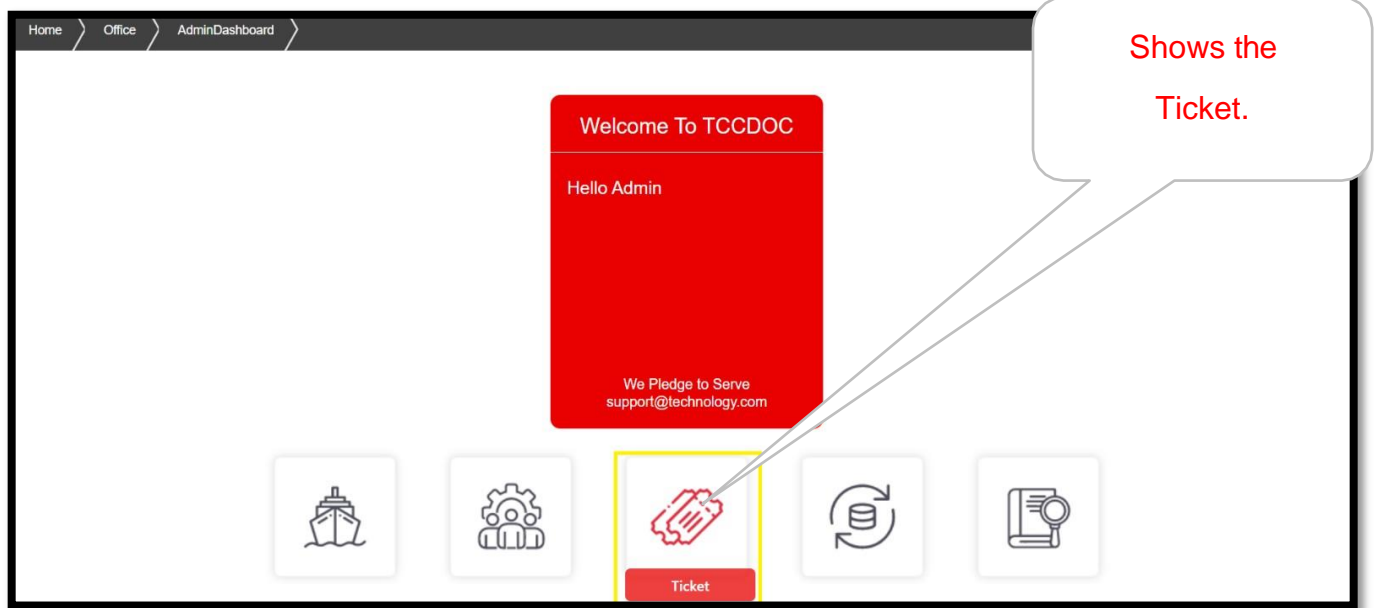 Home Office AdminDashboard
Shows the
Ticket.
Welcome To TCCDOC
Hello Admin
We Pledge to Serve
support@technology.com
Ticket